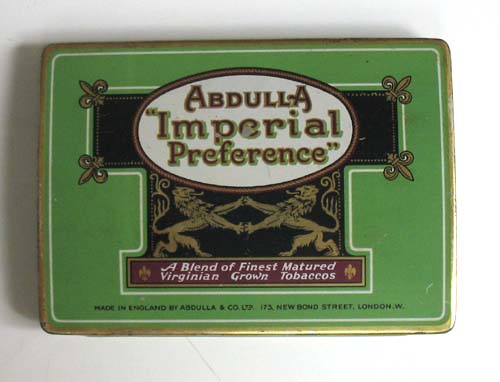 ABDULLA
"Imperial
Preference"
A Blend of Finest Matured
Virginian Grown Tobaccos
MADE IN ENGLAND BY ABDULLA & CO. LTD. 173, NEW BOND STREET, LONDON. W.